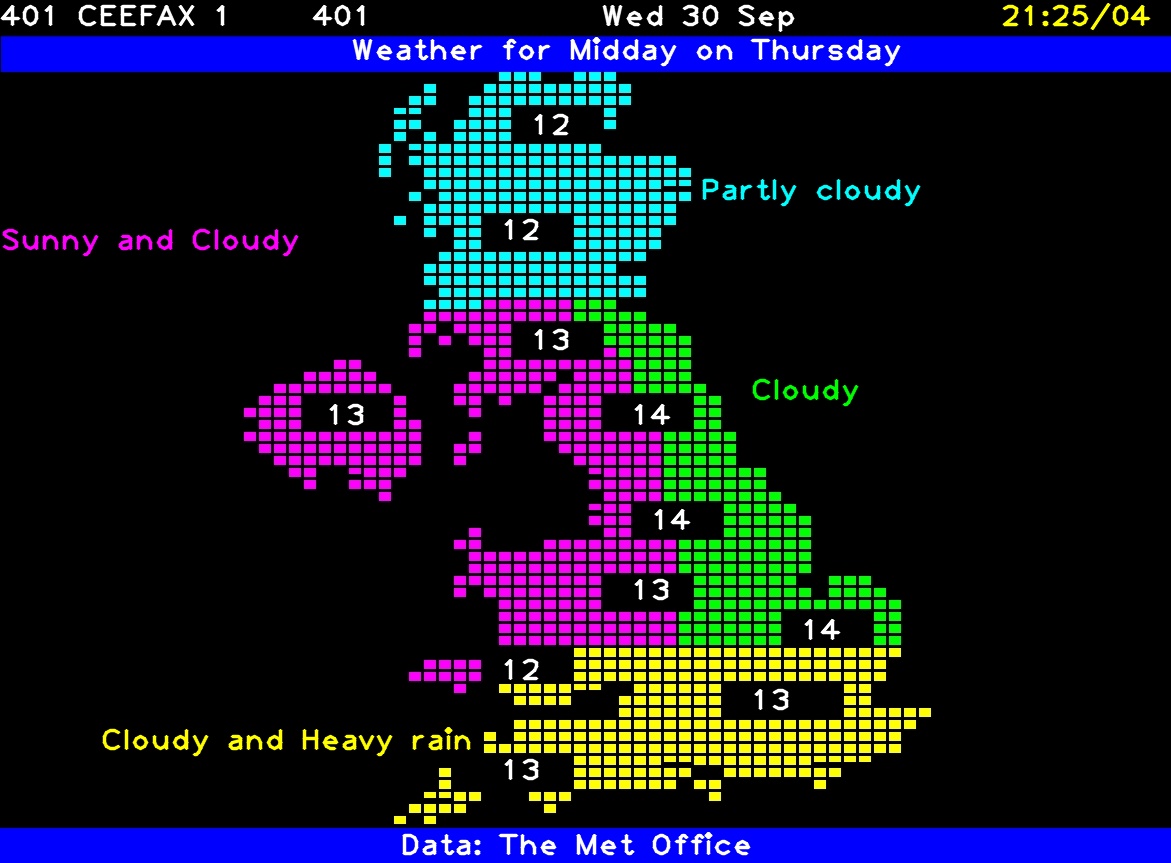 401 CEEFAX 1 401 Wed 30 Sep 21:25/04
Weather for Midday on Thursday
12
Partly cloudy
12
Sunny and Cloudy
13
Cloudy
13 14
14
13
14
12
13
Cloudy and Heavy rain
13
Data: The Met Office